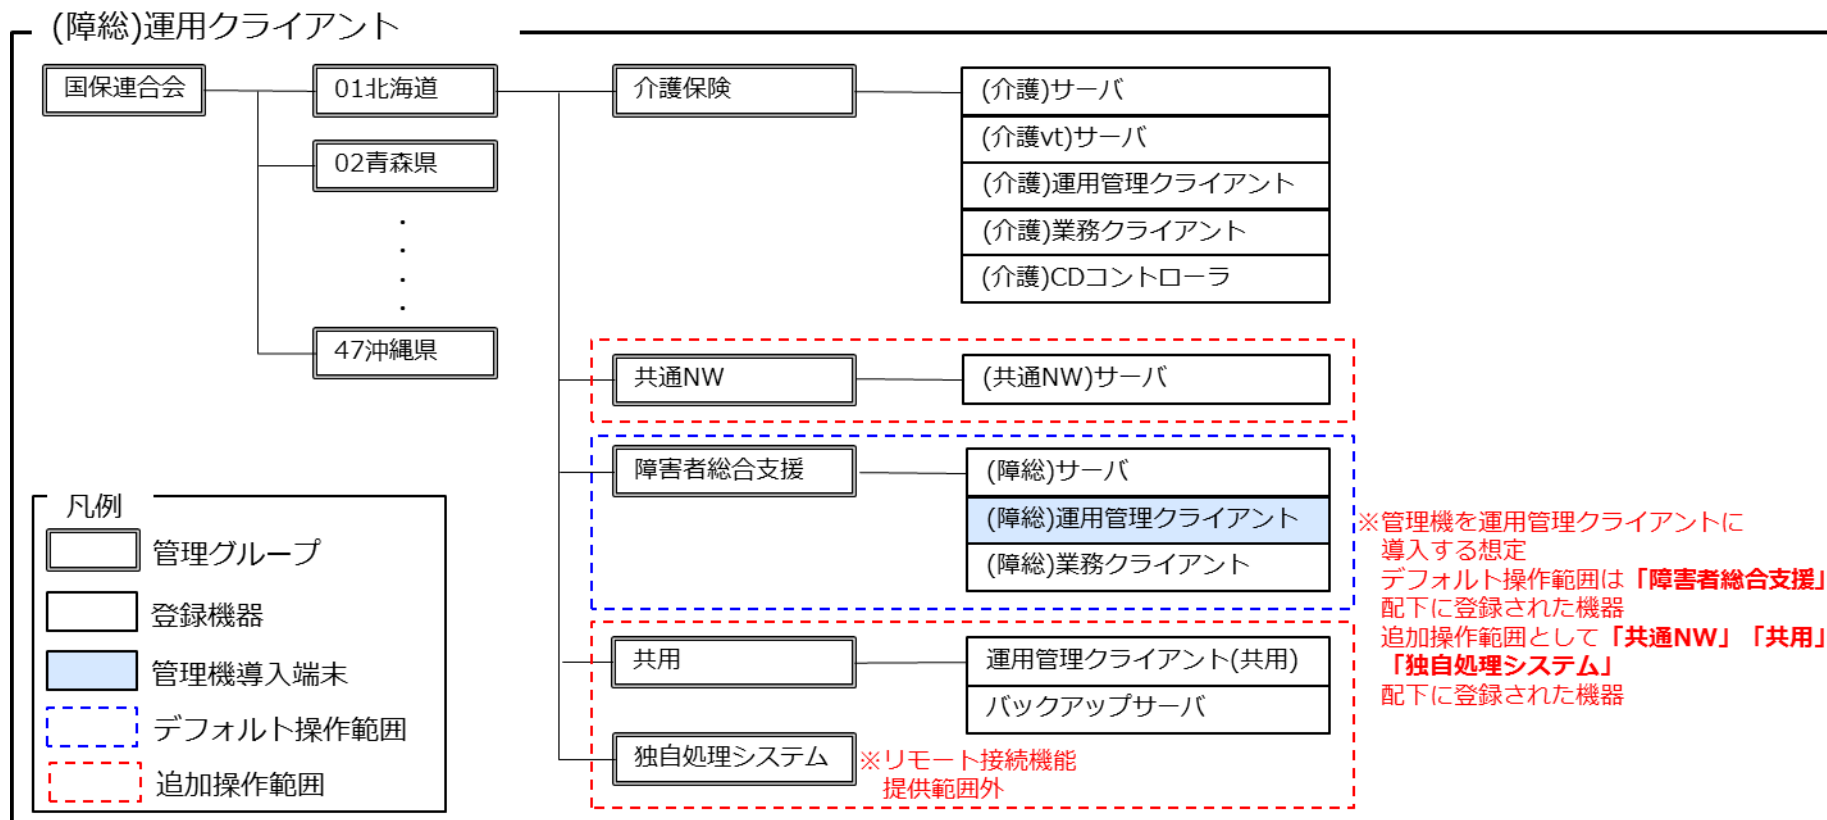 (障総)運用クライアント
国保連合会
01北海道
02青森県
・
・
・
・
47沖縄県
介護保険
(介護)サーバ
(介護vt)サーバ
(介護)運用管理クライアント
(介護)業務クライアント
(介護)CDコントローラ
共通NW
(共通NW)サーバ
障害者総合支援
(障総)サーバ
(障総)運用管理クライアント
(障総)業務クライアント
※管理機を運用管理クライアントに
導入する想定
デフォルト操作範囲は「障害者総合支援」
配下に登録された機器
追加操作範囲として「共通NW」「共用」
「独自処理システム」
配下に登録された機器
共用
運用管理クライアント(共用)
バックアップサーバ
独自処理システム
※リモート接続機能
提供範囲外
凡例
管理グループ
登録機器
管理機導入端末
デフォルト操作範囲
追加操作範囲